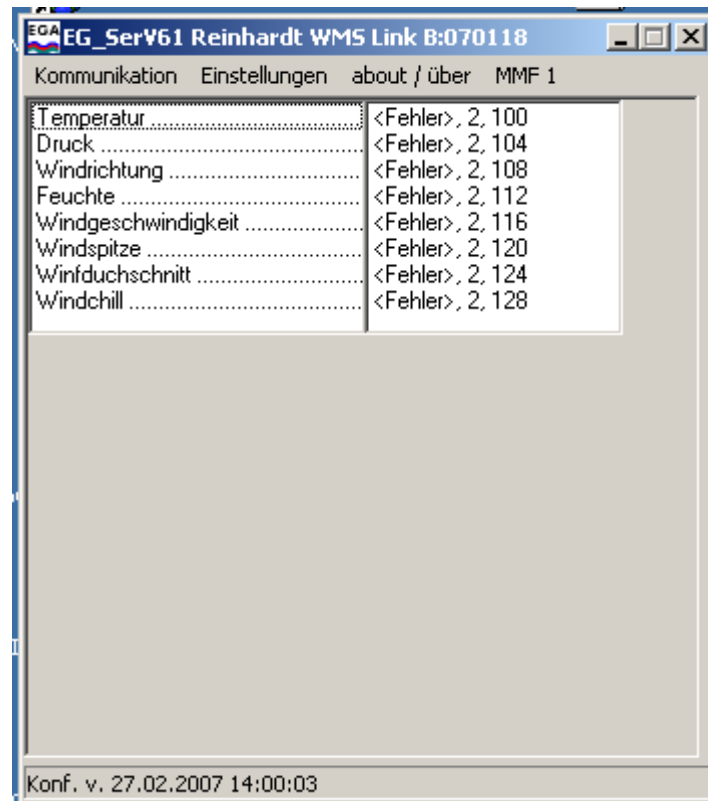 EGA EG_SerV61 Reinhardt WMS Link B:070118
Kommunikation Einstellungen about / über MMF 1
Temperatur ................................... <Fehler>, 2, 100
Druck ........................................... <Fehler>, 2, 104
Windrichtung ................................ <Fehler>, 2, 108
Feuchte ....................................... <Fehler>, 2, 112
Windgeschwindigkeit .................... <Fehler>, 2, 116
Windspitze ................................... <Fehler>, 2, 120
Winfduchschnitt ........................... <Fehler>, 2, 124
Windchill ...................................... <Fehler>, 2, 128
Konf. v. 27.02.2007 14:00:03